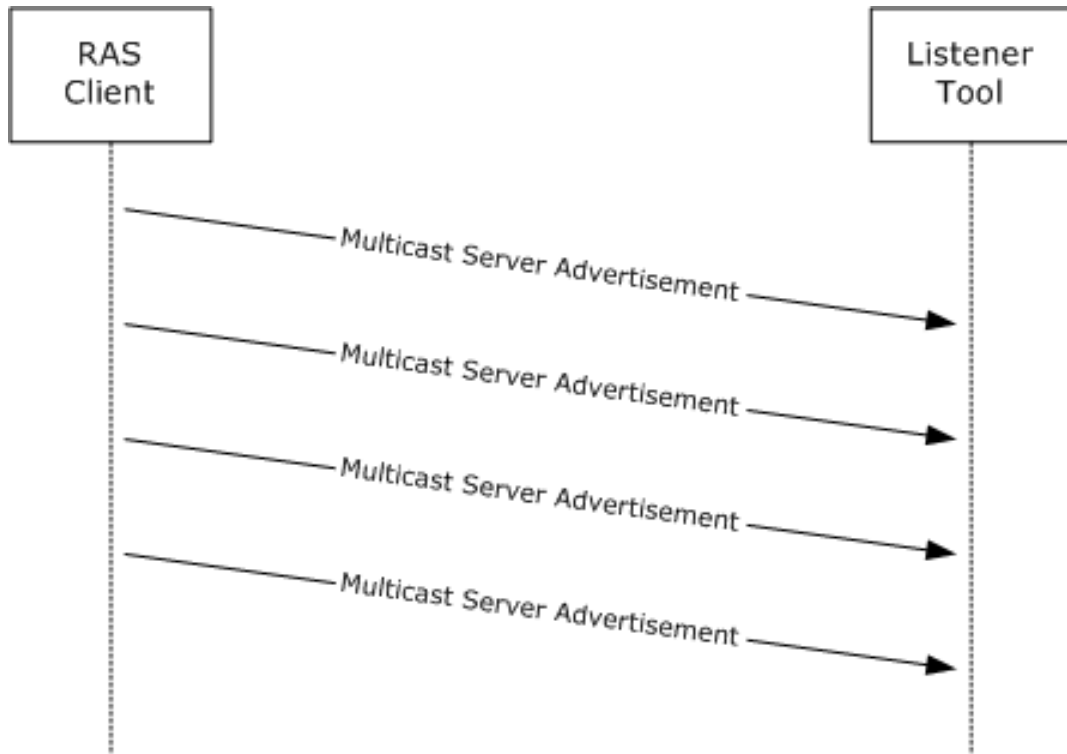 RAS
Client
Listener
Tool
Multicast Server Advertisement
Multicast Server Advertisement
Multicast Server Advertisement
Multicast Server Advertisement